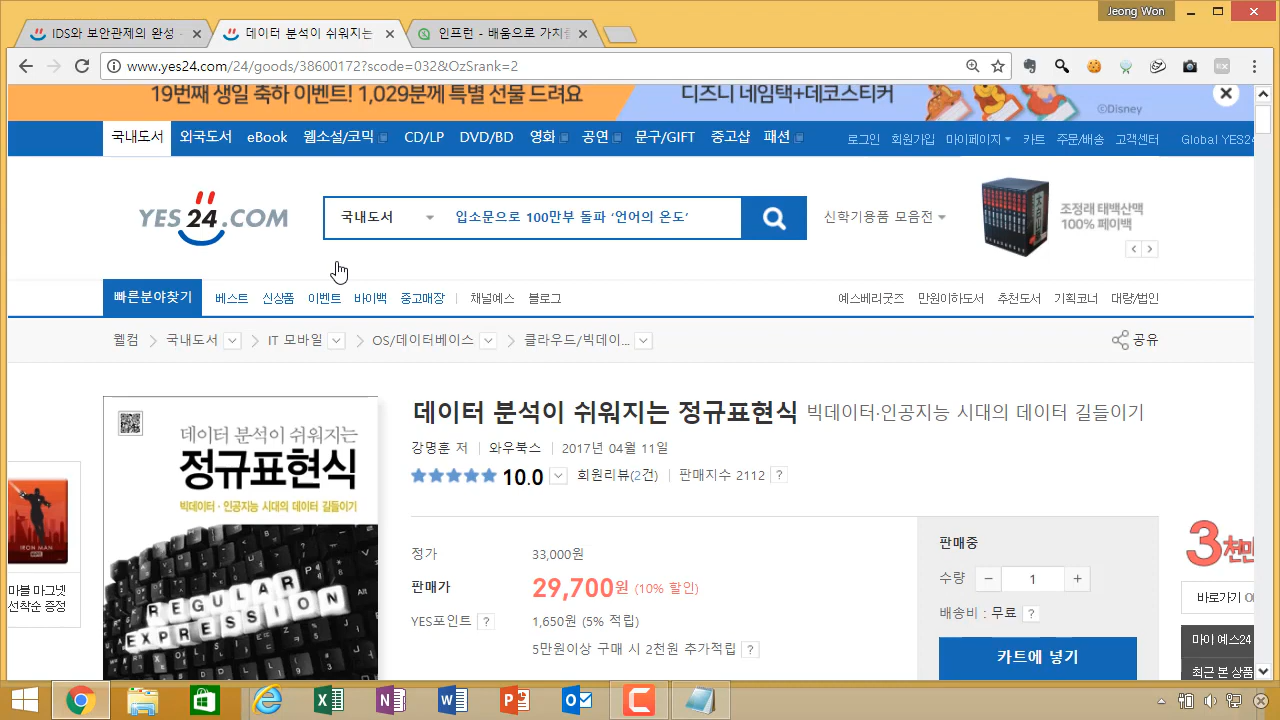 Jeong Won
IDS와 보안관제의 완성 -
데이터 분석이 쉬워지는
인프런 - 배움으로 가치를
www.yes24.com/24/goods/38600172?scode=032&OzSrank=2
19번째 생일 축하 이벤트! 1,029분께 특별 선물 드려요
디즈니 네임택+데코스티커
©Disney
국내도서 외국도서 eBook 웹소설/코믹 CD/LP DVD/BD 영화 공연 문구/GIFT 중고샵 패션
로그인 회원가입 마이페이지 카트 주문/배송 고객센터 Global YES24
YES24.COM
국내도서
입소문으로 100만부 돌파 ‘언어의 온도’
신학기용품 모음전
조정래 태백산맥
100% 페이백
빠른분야찾기 베스트 신상품 이벤트 바이백 중고매장 채널예스 블로그
예스베리굿즈 만원이하도서 추천도서 기획코너 대량/법인
웰컴 국내도서 IT 모바일 OS/데이터베이스 클라우드/빅데이...
공유
데이터 분석이 쉬워지는
정규표현식
빅데이터·인공지능 시대의 데이터 길들이기
REGULAR
EXPRESSION
데이터 분석이 쉬워지는 정규표현식 빅데이터·인공지능 시대의 데이터 길들이기
강명훈 저 | 와우북스 | 2017년 04월 11일
10.0 회원리뷰(2건) | 판매지수 2112 ?
정가 33,000원
판매가 29,700원 (10% 할인)
YES포인트 ? 1,650원 (5% 적립)
5만원이상 구매 시 2천원 추가적립 ?
판매중
수량 − 1 +
배송비 : 무료 ?
카트에 넣기
IRON MAN
마블 마그넷
선착순 증정
3천만
바로가기
마이 예스24
최근 본 상품